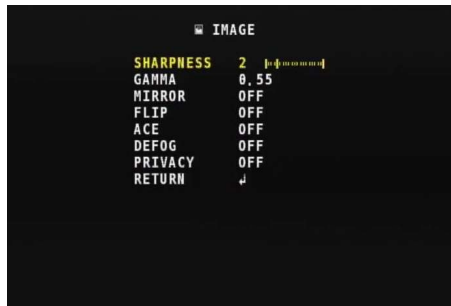 IMAGE
SHARPNESS 2
GAMMA 0.55
MIRROR OFF
FLIP OFF
ACE OFF
DEFOG OFF
PRIVACY OFF
RETURN ↲